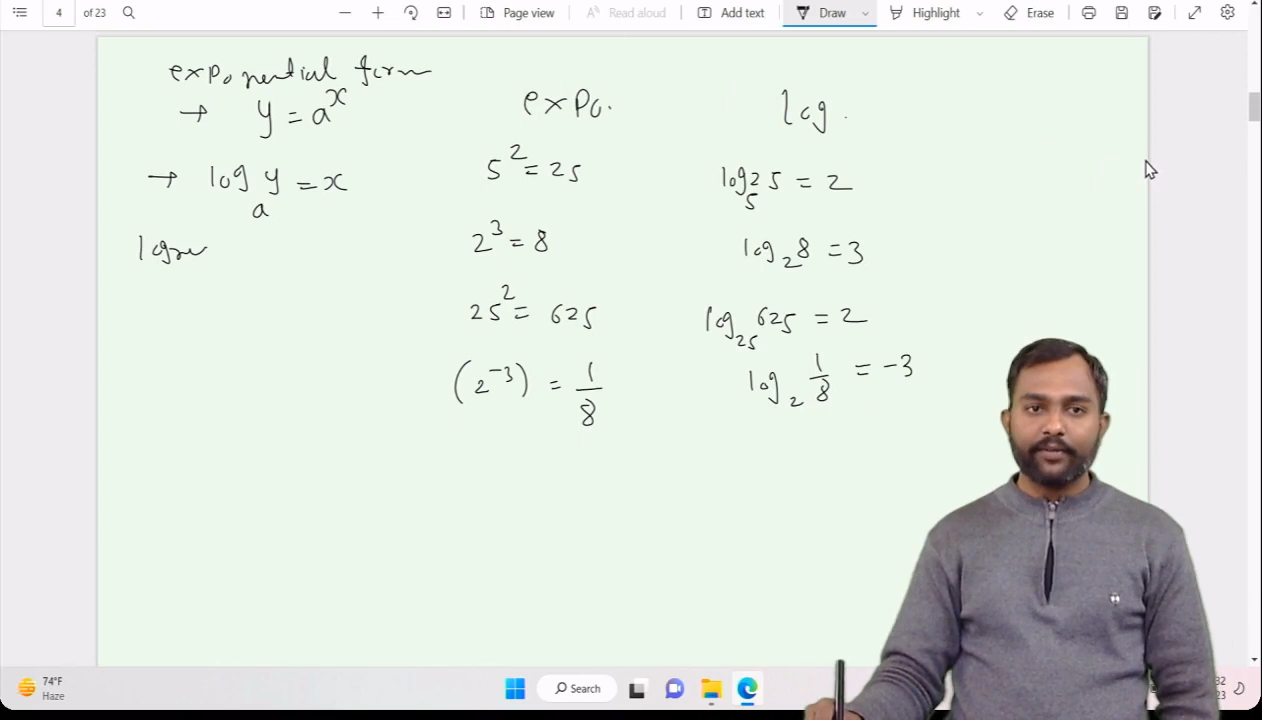 4 of 23 Page view Read aloud Add text Draw Highlight Erase
exponential form
→ y = a^x
→ log_a y = x
expo. log.
5^2 = 25 log_5 25 = 2
2^3 = 8 log_2 8 = 3
25^2 = 625 log_25 625 = 2
(2^-3) = 1/8 log_2 1/8 = -3
74°F
Haze
Search
32
23